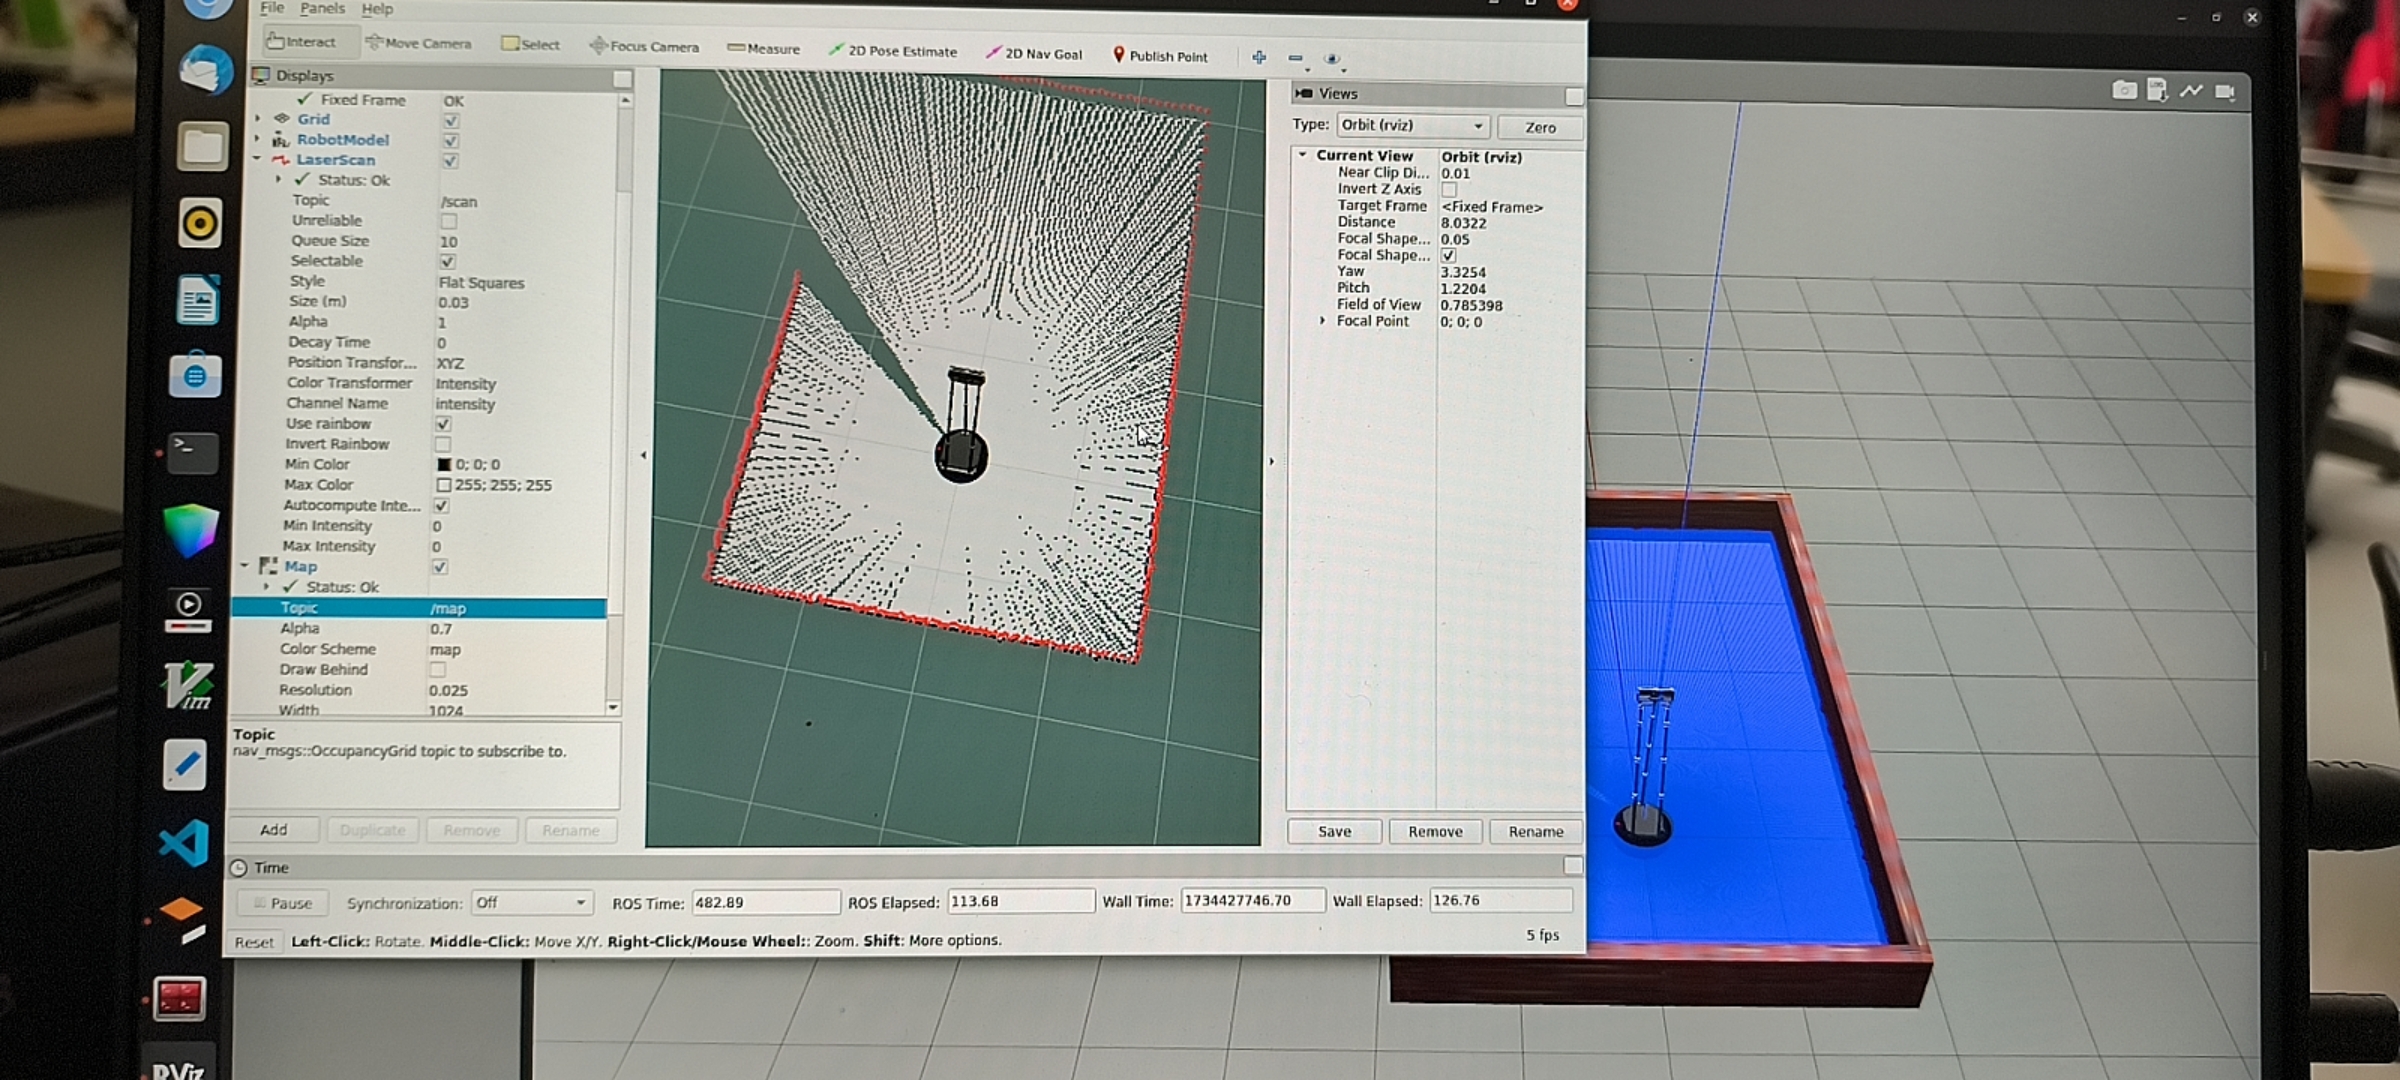 File Panels Help
Interact Move Camera Select Focus Camera Measure 2D Pose Estimate 2D Nav Goal Publish Point
Displays
Fixed Frame OK
Grid
RobotModel
LaserScan
Status: Ok
Topic /scan
Unreliable
Queue Size 10
Selectable
Style Flat Squares
Size (m) 0.03
Alpha 1
Decay Time 0
Position Transfor... XYZ
Color Transformer Intensity
Channel Name intensity
Use rainbow
Invert Rainbow
Min Color 0; 0; 0
Max Color 255; 255; 255
Autocompute Inte...
Min Intensity 0
Max Intensity 0
Map
Status: Ok
Topic /map
Alpha 0.7
Color Scheme map
Draw Behind
Resolution 0.025
Width 1024
Topic
nav_msgs::OccupancyGrid topic to subscribe to.
Add Duplicate Remove Rename
Views
Type: Orbit (rviz) Zero
Current View Orbit (rviz)
Near Clip Di... 0.01
Invert Z Axis
Target Frame <Fixed Frame>
Distance 8.0322
Focal Shape... 0.05
Focal Shape...
Yaw 3.3254
Pitch 1.2204
Field of View 0.785398
Focal Point 0; 0; 0
Save Remove Rename
Time
Pause Synchronization: Off ROS Time: 482.89 ROS Elapsed: 113.68 Wall Time: 1734427746.70 Wall Elapsed: 126.76
Reset Left-Click: Rotate. Middle-Click: Move X/Y. Right-Click/Mouse Wheel:: Zoom. Shift: More options. 5 fps
Vim
RViz